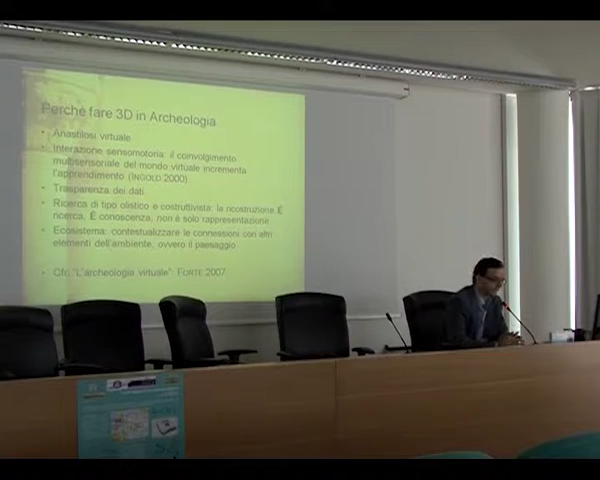 Perché fare 3D in Archeologia
• Anastilosi virtuale
• Interazione sensomotoria: il coinvolgimento
multisensoriale del mondo virtuale incrementa
l'apprendimento (INGOLD 2000)
• Trasparenza dei dati
• Ricerca di tipo olistico e costruttivista: la ricostruzione È
ricerca, È conoscenza, non è solo rappresentazione
• Ecosistema: contestualizzare le connessioni con altri
elementi dell'ambiente, ovvero il paesaggio
• Cfr. "L'archeologia virtuale": FORTE 2007